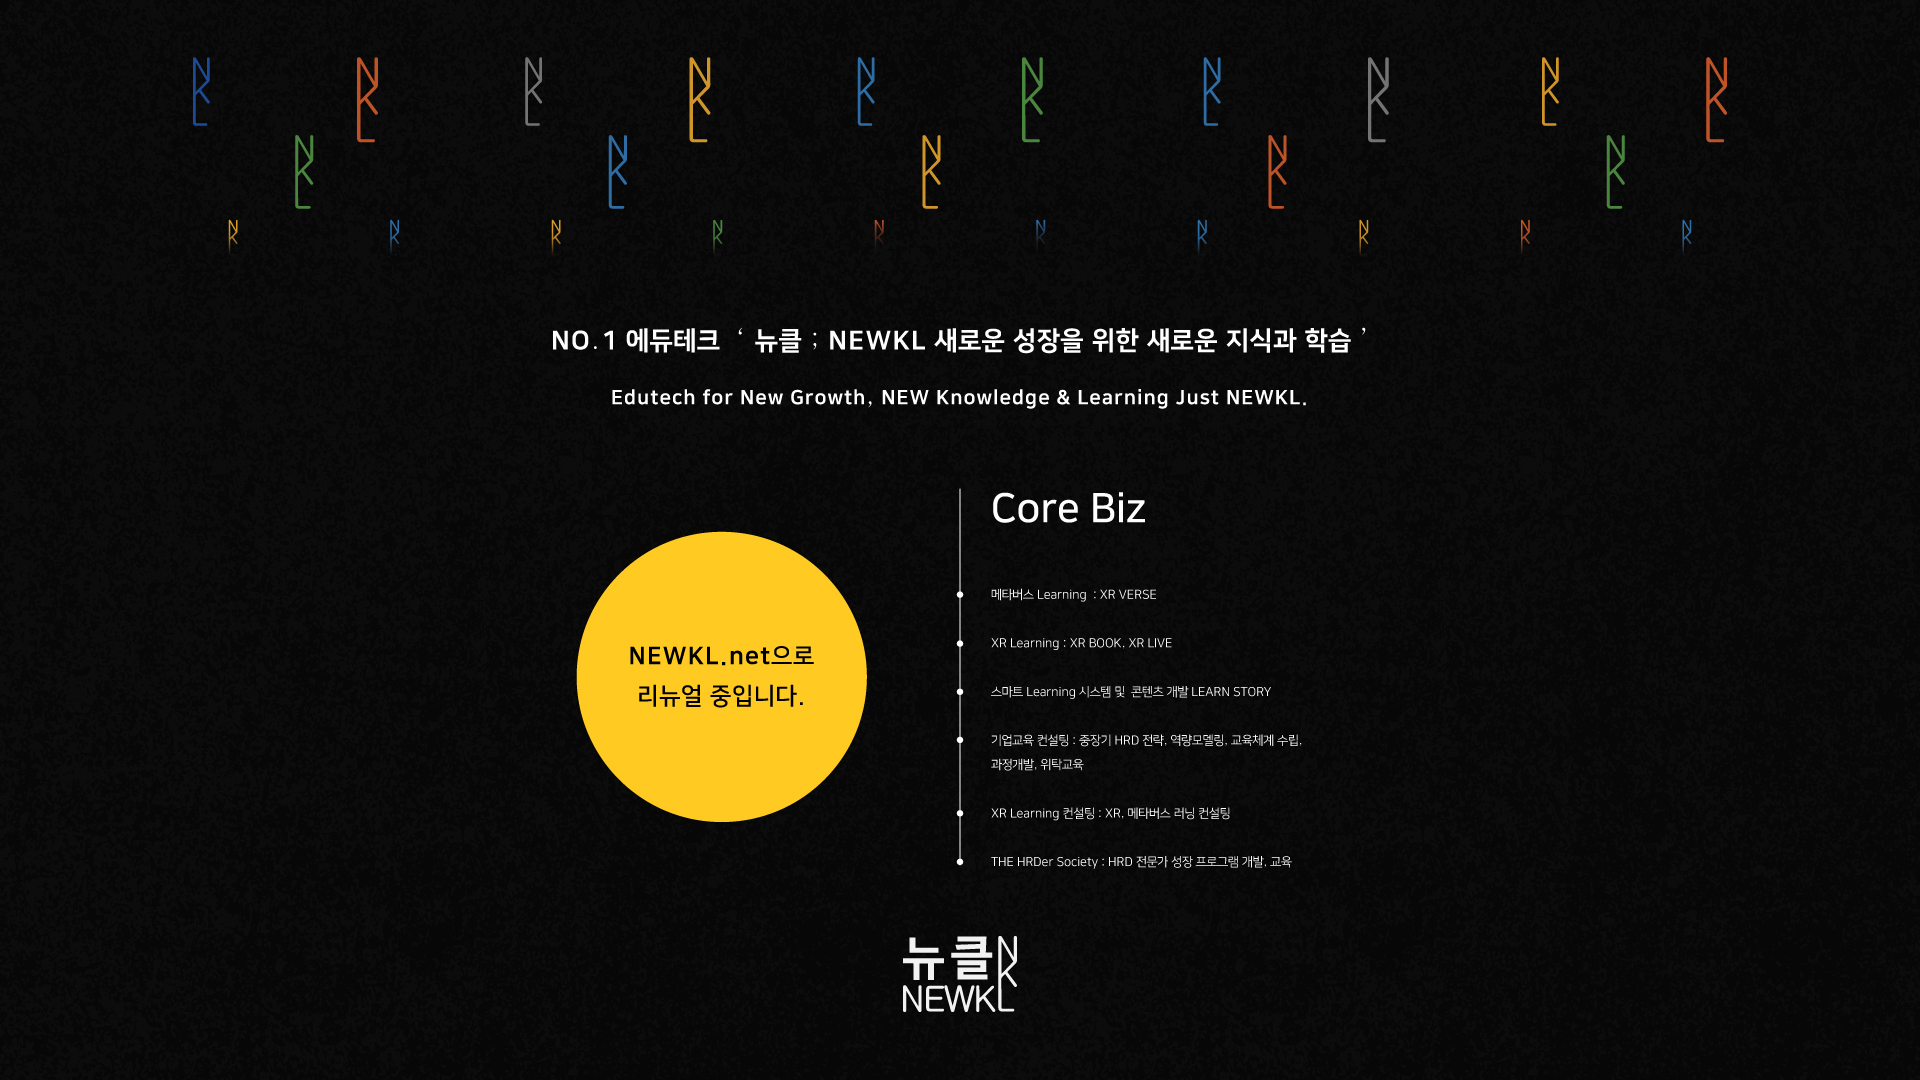 NO.1 에듀테크 ‘ 뉴클 ; NEWKL 새로운 성장을 위한 새로운 지식과 학습 ’
Edutech for New Growth, NEW Knowledge & Learning Just NEWKL.
NEWKL.net으로
리뉴얼 중입니다.
Core Biz
메타버스 Learning : XR VERSE
XR Learning : XR BOOK, XR LIVE
스마트 Learning 시스템 및 콘텐츠 개발 LEARN STORY
기업교육 컨설팅 : 중장기 HRD 전략, 역량모델링, 교육체계 수립,
과정개발, 위탁교육
XR Learning 컨설팅 : XR, 메타버스 러닝 컨설팅
THE HRDer Society : HRD 전문가 성장 프로그램 개발, 교육
뉴클
NEWKL